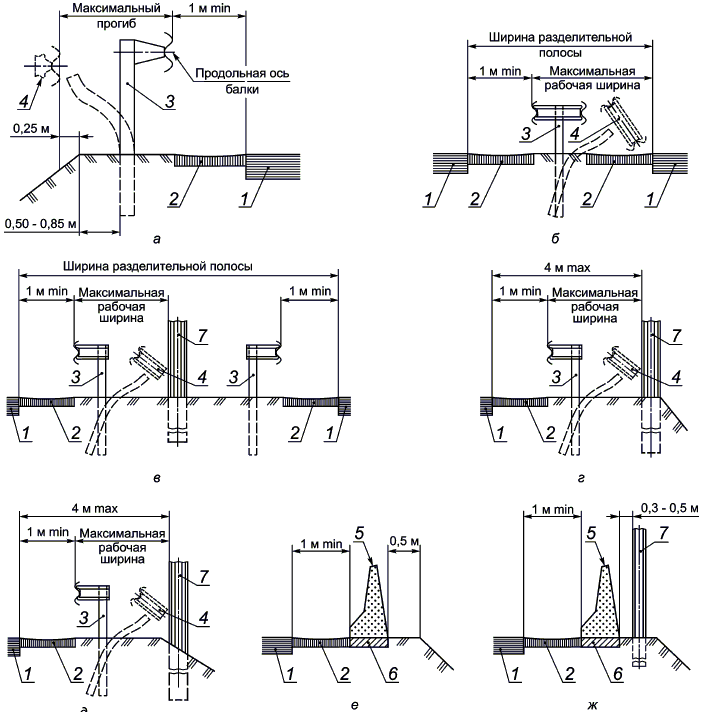 Максимальный
прогиб
1 м min
Продольная ось
балки
4
3
0,25 м
2
1
0,50 - 0,85 м
а
Ширина разделительной
полосы
1 м min
Максимальная
рабочая ширина
3
4
1
2
2
1
б
Ширина разделительной полосы
1 м min
Максимальная
рабочая
ширина
1 м min
7
3
4
3
1
2
2
1
в
4 м max
1 м min
Максимальная
рабочая
ширина
7
3
4
1
2
г
4 м max
1 м min
Максимальная
рабочая
ширина
7
3
4
1
2
д
5
1 м min
0,5 м
1
2
6
е
1 м min
0,3 - 0,5 м
5
7
1
2
6
ж